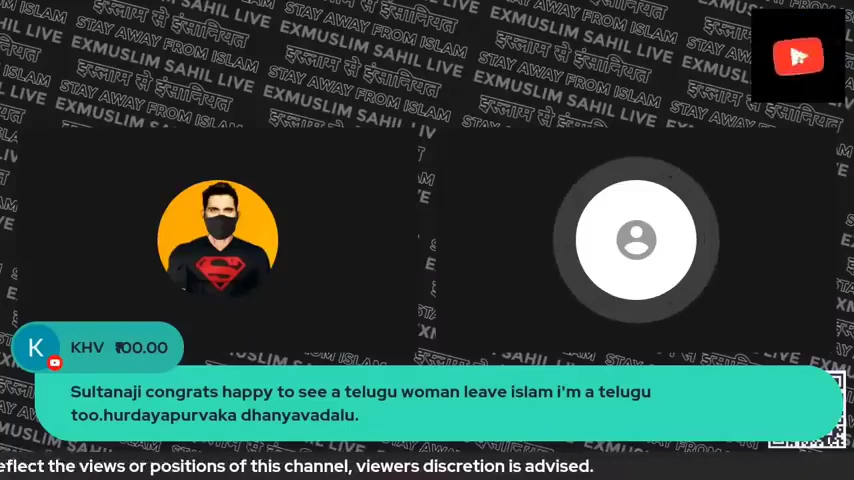 EXMUSLIM SAHIL LIVE
STAY AWAY FROM ISLAM
इस्लाम से इंसानियत
K
KHV ₹100.00
Sultanaji congrats happy to see a telugu woman leave islam i'm a telugu
too.hurdayapurvaka dhanyavadalu.
eflect the views or positions of this channel, viewers discretion is advised.